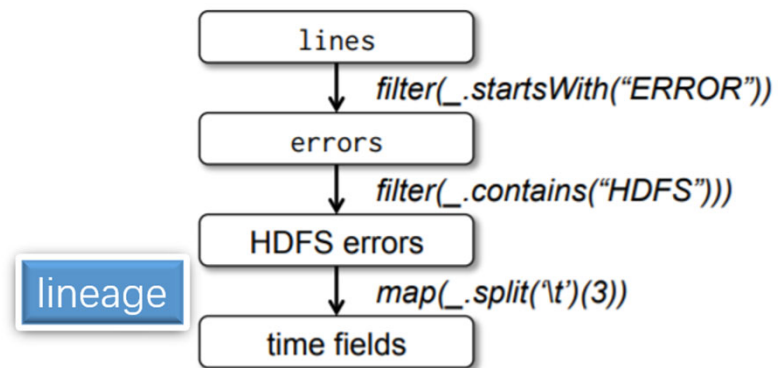 lines
filter(_.startsWith(“ERROR”))
errors
filter(_.contains(“HDFS”)))
HDFS errors
lineage
map(_.split(‘\t’)(3))
time fields